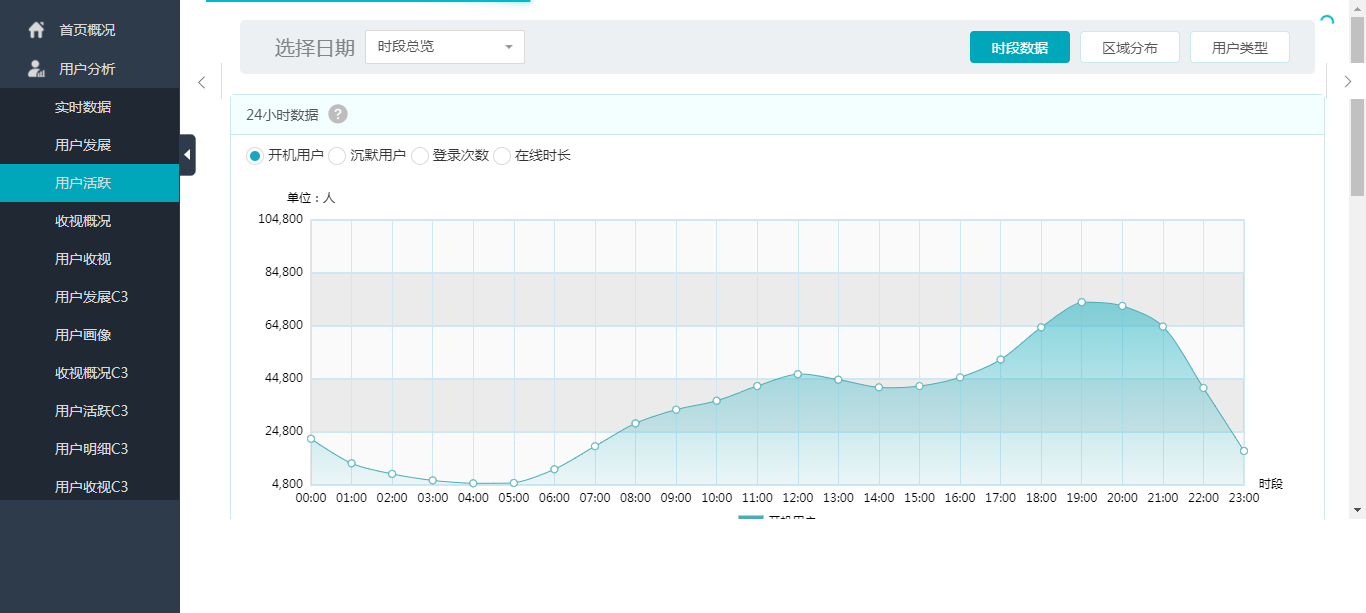 首页概况
用户分析
实时数据
用户发展
用户活跃
收视概况
用户收视
用户发展C3
用户画像
收视概况C3
用户活跃C3
用户明细C3
用户收视C3
选择日期 时段总览 时段数据 区域分布 用户类型
24小时数据 ?
开机用户 沉默用户 登录次数 在线时长
单位：人
104,800
84,800
64,800
44,800
24,800
4,800
00:00 01:00 02:00 03:00 04:00 05:00 06:00 07:00 08:00 09:00 10:00 11:00 12:00 13:00 14:00 15:00 16:00 17:00 18:00 19:00 20:00 21:00 22:00 23:00 时段
开机用户